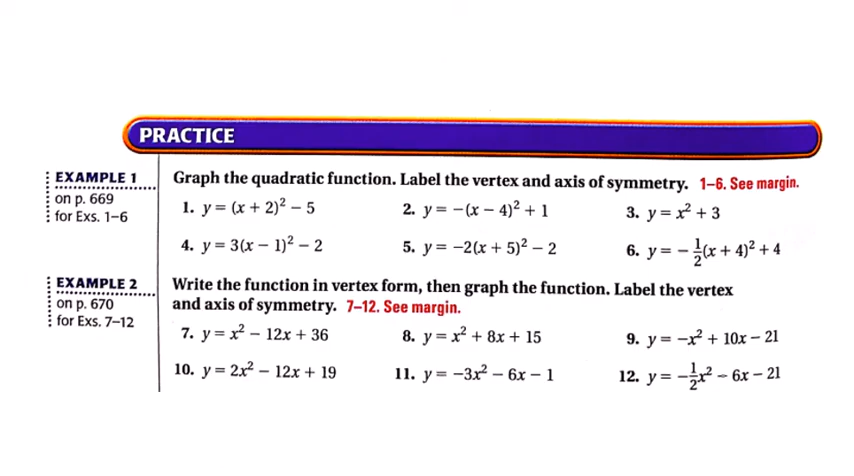 PRACTICE
EXAMPLE 1
on p. 669
for Exs. 1–6
Graph the quadratic function. Label the vertex and axis of symmetry. 1–6. See margin.
1. y = (x + 2)² − 5 2. y = −(x − 4)² + 1 3. y = x² + 3
4. y = 3(x − 1)² − 2 5. y = −2(x + 5)² − 2 6. y = −½(x + 4)² + 4
EXAMPLE 2
on p. 670
for Exs. 7–12
Write the function in vertex form, then graph the function. Label the vertex
and axis of symmetry. 7–12. See margin.
7. y = x² − 12x + 36 8. y = x² + 8x + 15 9. y = −x² + 10x − 21
10. y = 2x² − 12x + 19 11. y = −3x² − 6x − 1 12. y = −½x² − 6x − 21